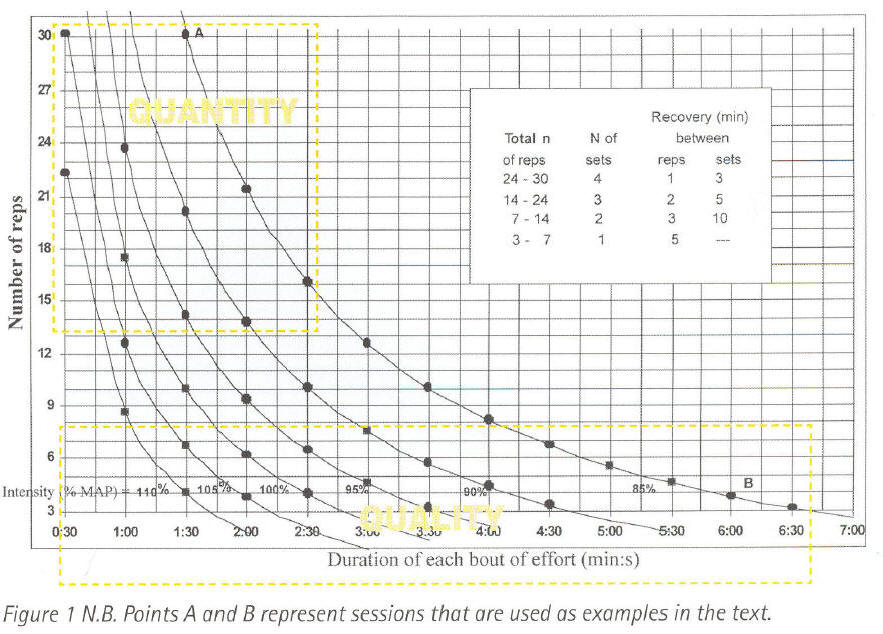 30
27
24
21
18
15
12
9
6
3
Number of reps
A
QUANTITY
Recovery (min)
Total n N of between
of reps sets reps sets
24 - 30 4 1 3
14 - 24 3 2 5
7 - 14 2 3 10
3 - 7 1 5 ---
B
Intensity (% MAP) = 110% 105% 100% 95% 90% 85%
QUALITY
0:30 1:00 1:30 2:00 2:30 3:00 3:30 4:00 4:30 5:00 5:30 6:00 6:30 7:00
Duration of each bout of effort (min:s)
Figure 1 N.B. Points A and B represent sessions that are used as examples in the text.